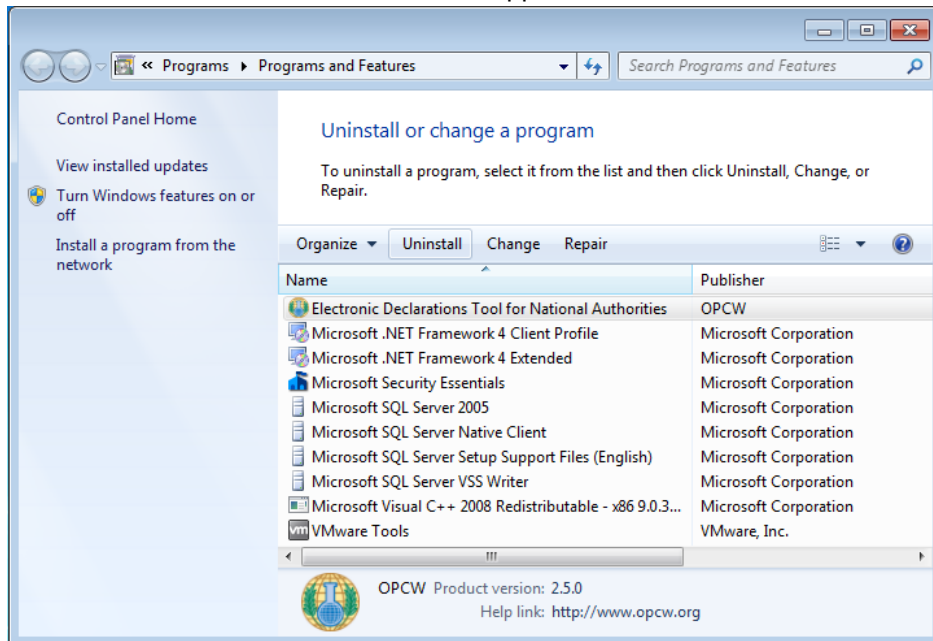 « Programs ▸ Programs and Features
Search Programs and Features
Control Panel Home
View installed updates
Turn Windows features on or
off
Install a program from the
network
Uninstall or change a program
To uninstall a program, select it from the list and then click Uninstall, Change, or
Repair.
Organize Uninstall Change Repair
Name Publisher
Electronic Declarations Tool for National Authorities OPCW
Microsoft .NET Framework 4 Client Profile Microsoft Corporation
Microsoft .NET Framework 4 Extended Microsoft Corporation
Microsoft Security Essentials Microsoft Corporation
Microsoft SQL Server 2005 Microsoft Corporation
Microsoft SQL Server Native Client Microsoft Corporation
Microsoft SQL Server Setup Support Files (English) Microsoft Corporation
Microsoft SQL Server VSS Writer Microsoft Corporation
Microsoft Visual C++ 2008 Redistributable - x86 9.0.3... Microsoft Corporation
vm VMware Tools VMware, Inc.
OPCW Product version: 2.5.0
Help link: http://www.opcw.org